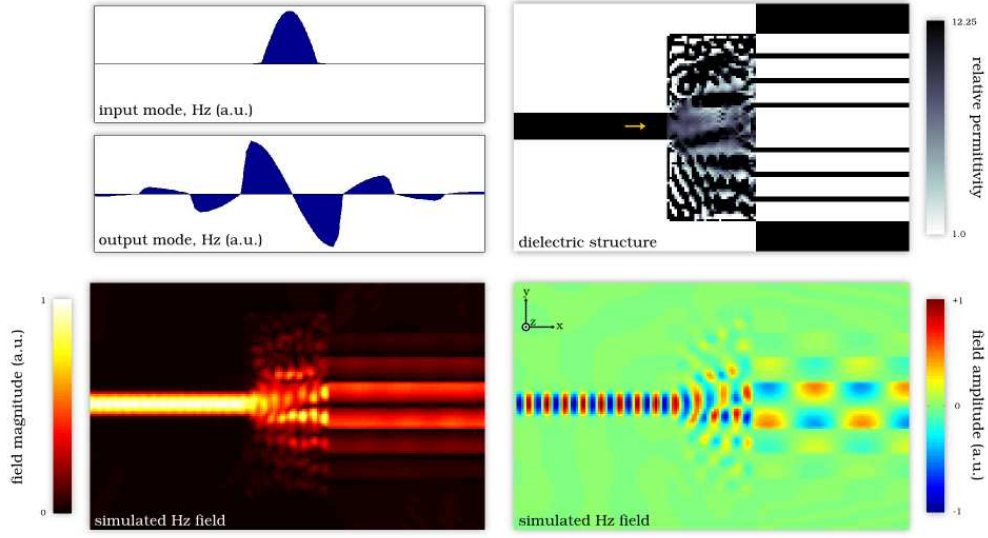 input mode, Hz (a.u.)
output mode, Hz (a.u.)
dielectric structure
12.25
relative permittivity
1.0
1
field magnitude (a.u.)
0
simulated Hz field
y
z
x
simulated Hz field
+1
0
field amplitude (a.u.)
-1